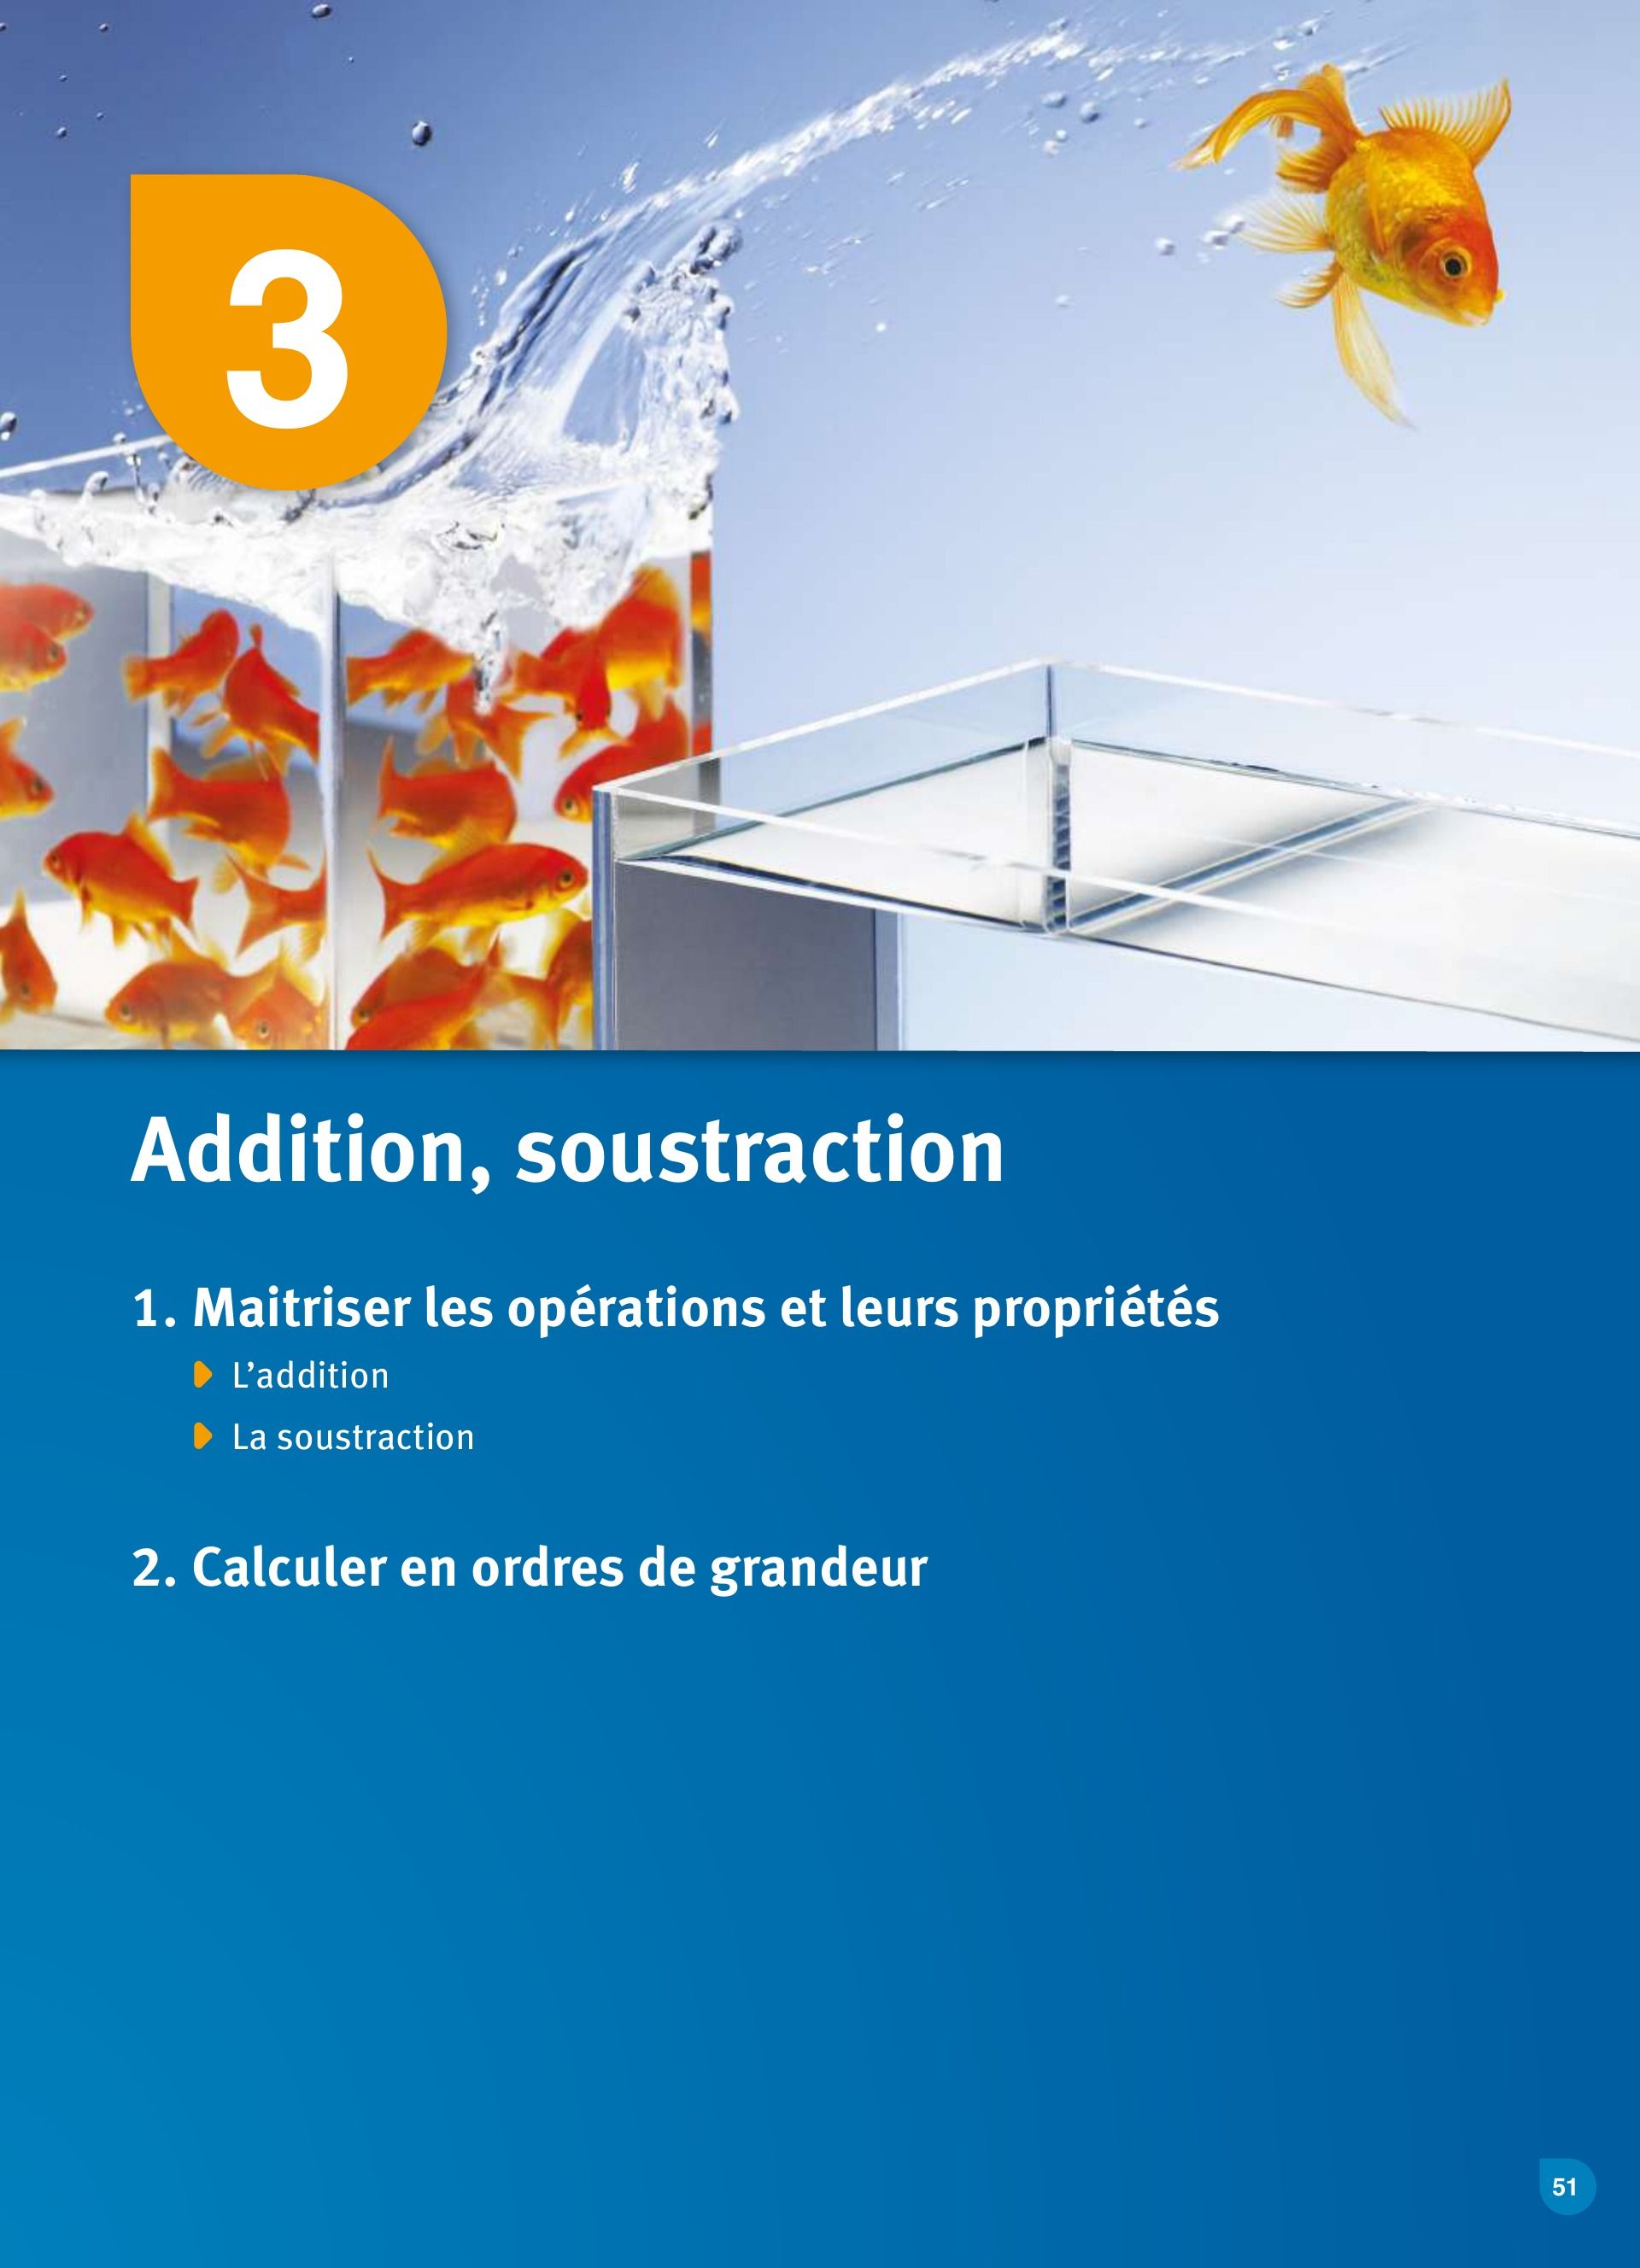 3
Addition, soustraction
1. Maitriser les opérations et leurs propriétés
L’addition
La soustraction
2. Calculer en ordres de grandeur
51